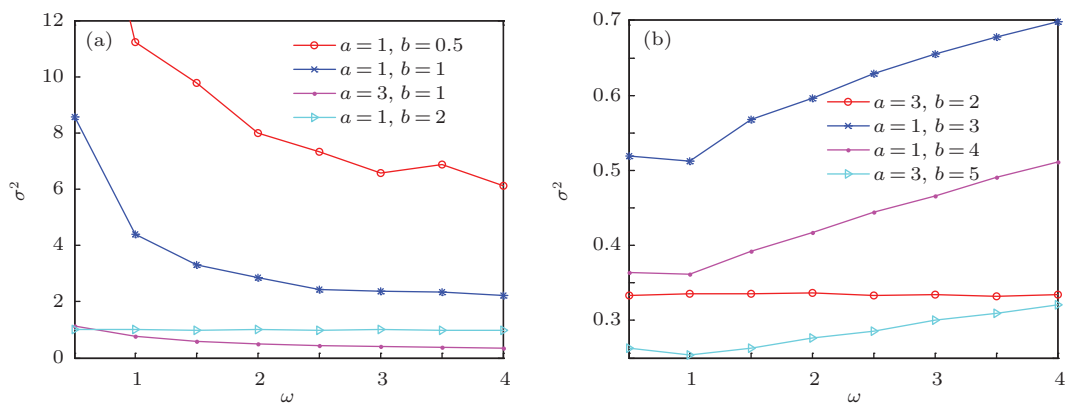 (a)
12
10
8
6
4
2
0
σ²
a = 1, b = 0.5
a = 1, b = 1
a = 3, b = 1
a = 1, b = 2
1 2 3 4
ω
(b)
0.7
0.6
0.5
0.4
0.3
σ²
a = 3, b = 2
a = 1, b = 3
a = 1, b = 4
a = 3, b = 5
1 2 3 4
ω